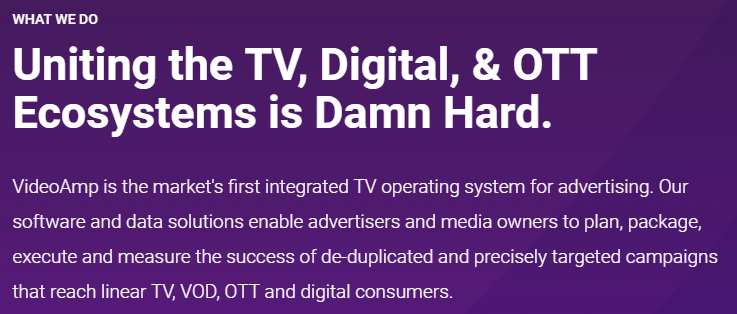 WHAT WE DO
Uniting the TV, Digital, & OTT
Ecosystems is Damn Hard.
VideoAmp is the market's first integrated TV operating system for advertising. Our
software and data solutions enable advertisers and media owners to plan, package,
execute and measure the success of de-duplicated and precisely targeted campaigns
that reach linear TV, VOD, OTT and digital consumers.